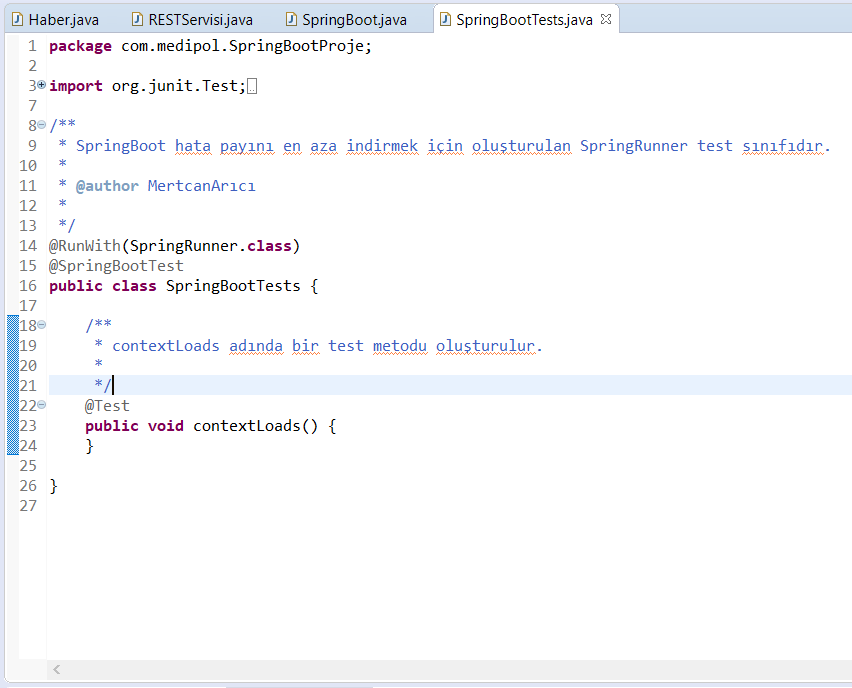 Haber.java RESTServisi.java SpringBoot.java SpringBootTests.java
1 package com.medipol.SpringBootProje;
2
3 import org.junit.Test;
7
8 /**
9 * SpringBoot hata payını en aza indirmek için oluşturulan SpringRunner test sınıfıdır.
10 *
11 * @author MertcanArıcı
12 *
13 */
14 @RunWith(SpringRunner.class)
15 @SpringBootTest
16 public class SpringBootTests {
17
18 /**
19 * contextLoads adında bir test metodu oluşturulur.
20 *
21 */
22 @Test
23 public void contextLoads() {
24 }
25
26 }
27